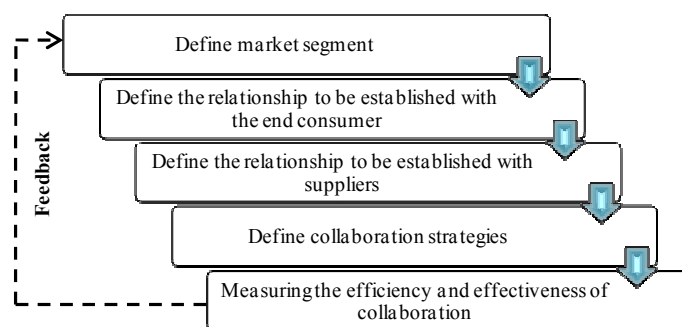 Define market segment
Define the relationship to be established with
the end consumer
Define the relationship to be established with
suppliers
Define collaboration strategies
Measuring the efficiency and effectiveness of
collaboration
Feedback